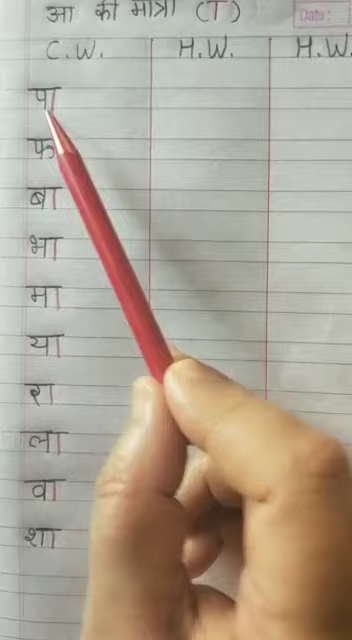 आ की मात्रा (ा) Date:
C.W. H.W. H.W.
पा
फ
बा
भा
मा
या
रा
ला
वा
शा